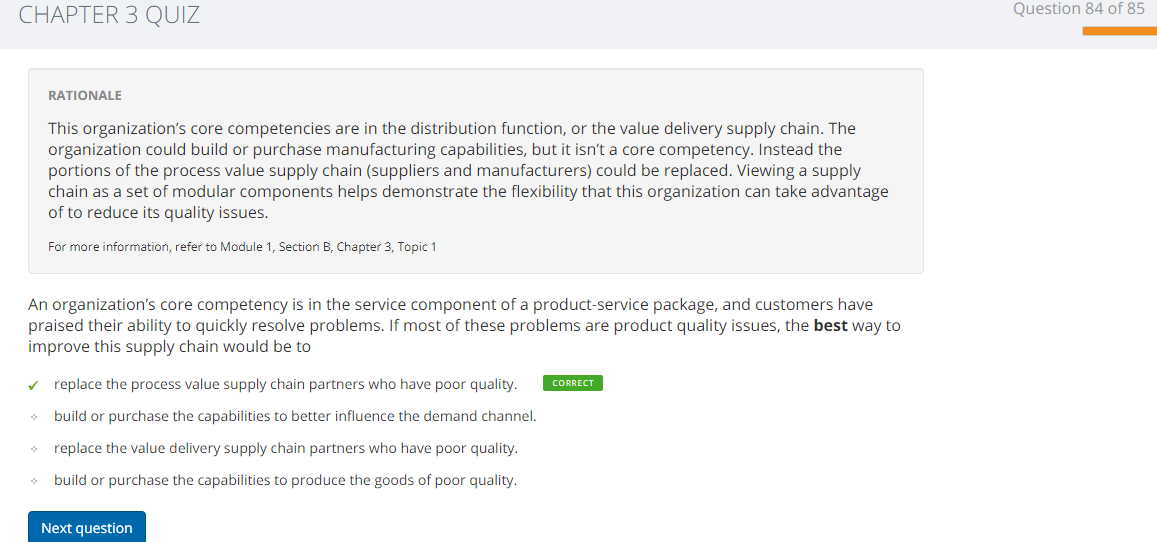 CHAPTER 3 QUIZ
Question 84 of 85
RATIONALE
This organization’s core competencies are in the distribution function, or the value delivery supply chain. The
organization could build or purchase manufacturing capabilities, but it isn’t a core competency. Instead the
portions of the process value supply chain (suppliers and manufacturers) could be replaced. Viewing a supply
chain as a set of modular components helps demonstrate the flexibility that this organization can take advantage
of to reduce its quality issues.
For more information, refer to Module 1, Section B, Chapter 3, Topic 1
An organization’s core competency is in the service component of a product-service package, and customers have
praised their ability to quickly resolve problems. If most of these problems are product quality issues, the best way to
improve this supply chain would be to
replace the process value supply chain partners who have poor quality. CORRECT
build or purchase the capabilities to better influence the demand channel.
replace the value delivery supply chain partners who have poor quality.
build or purchase the capabilities to produce the goods of poor quality.
Next question